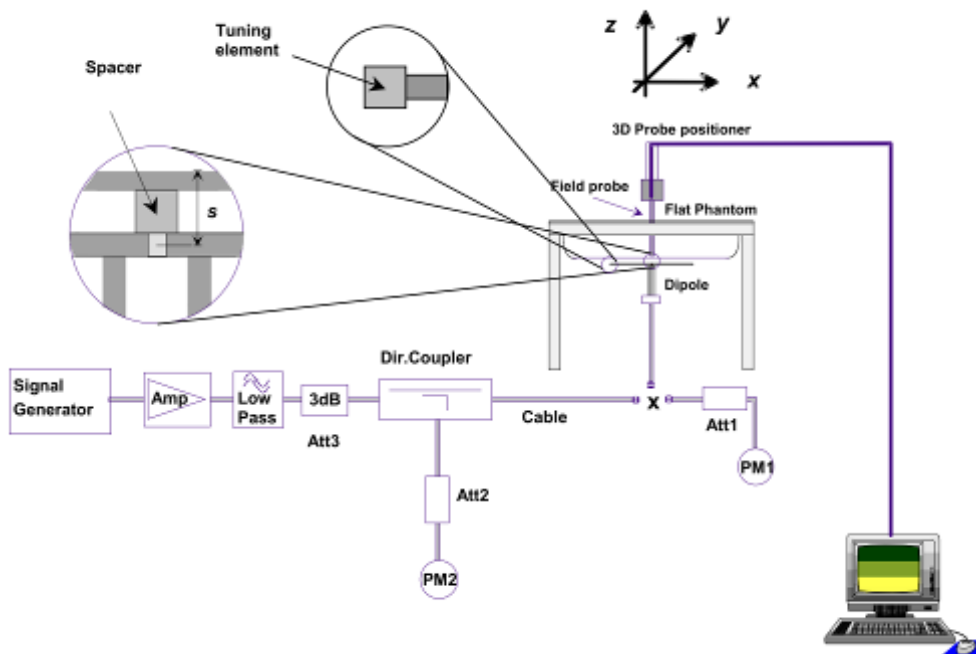 Tuning
element
Spacer
s
z
y
x
3D Probe positioner
Field probe
Flat Phantom
Dipole
Dir.Coupler
Signal
Generator
Amp
Low
Pass
3dB
Att3
Cable
x
Att1
PM1
Att2
PM2